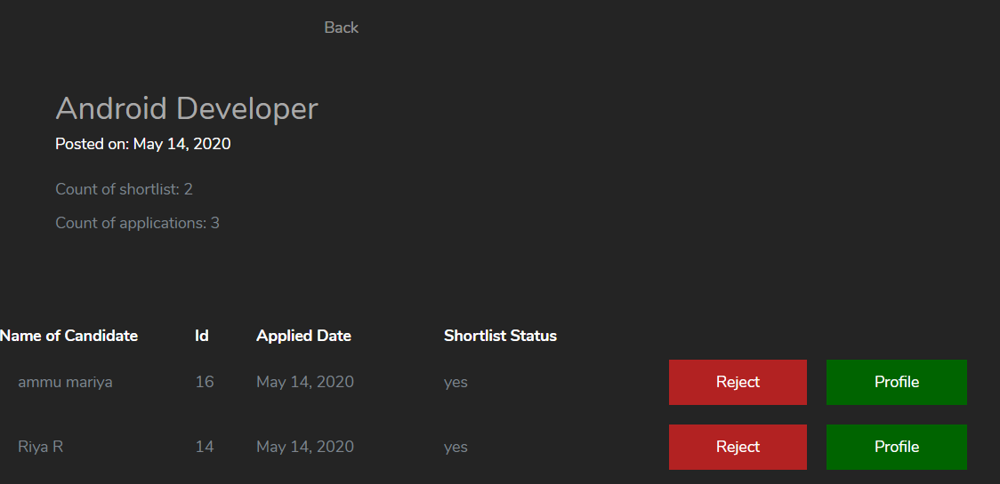 Back
Android Developer
Posted on: May 14, 2020
Count of shortlist: 2
Count of applications: 3
Name of Candidate Id Applied Date Shortlist Status
ammu mariya 16 May 14, 2020 yes Reject Profile
Riya R 14 May 14, 2020 yes Reject Profile